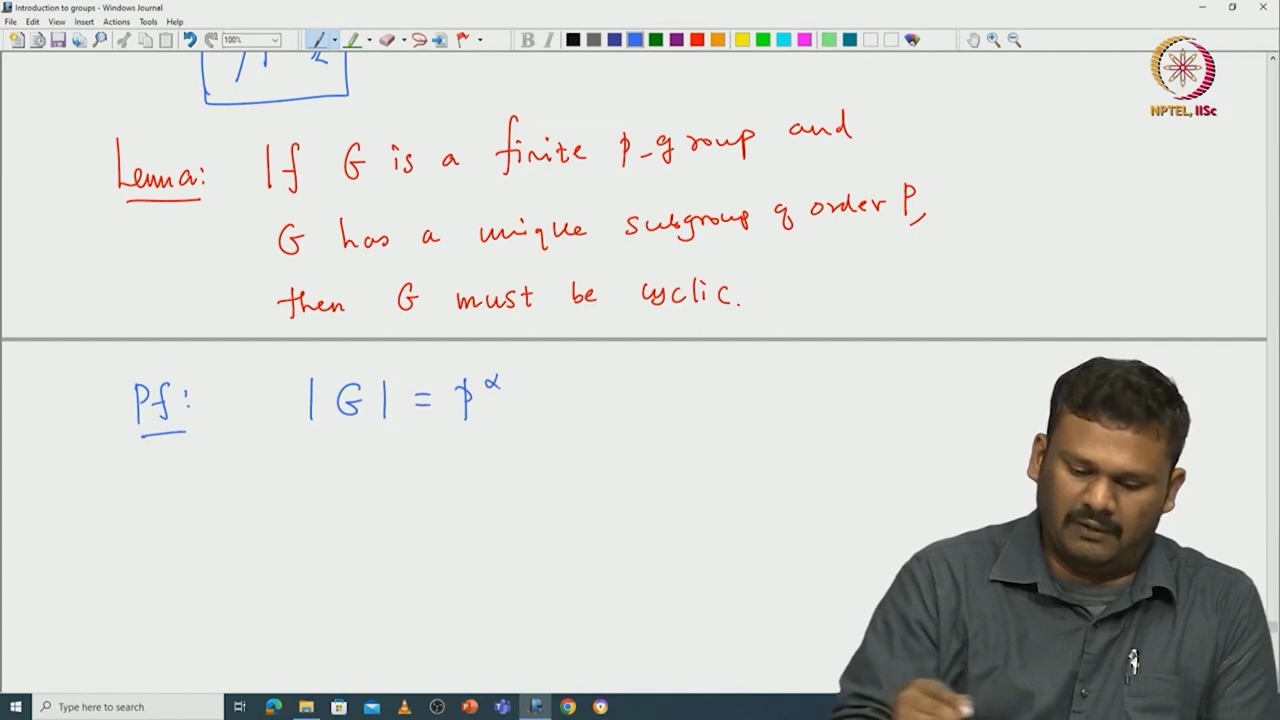 Introduction to groups - Windows Journal
File Edit View Insert Actions Tools Help
100%
B I
NPTEL, IISc
Lemma: If G is a finite p-group and
G has a unique subgroup of order p,
then G must be cyclic.
Pf: | G | = p^α
Type here to search